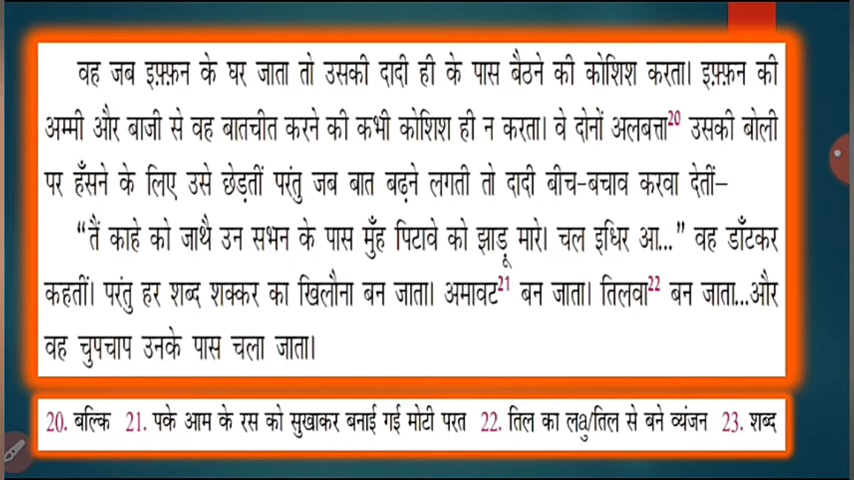 वह जब इफ़्फ़न के घर जाता तो उसकी दादी ही के पास बैठने की कोशिश करता। इफ़्फ़न की
अम्मी और बाजी से वह बातचीत करने की कभी कोशिश ही न करता। वे दोनों अलबत्ता20 उसकी बोली
पर हँसने के लिए उसे छेड़तीं परंतु जब बात बढ़ने लगती तो दादी बीच-बचाव करवा देतीं–
“तैं काहे को जाथै उन सभन के पास मुँह पिटावे को झाड़ू मारे। चल इधिर आ...” वह डाँटकर
कहतीं। परंतु हर शब्द शक्कर का खिलौना बन जाता। अमावट21 बन जाता। तिलवा22 बन जाता...और
वह चुपचाप उनके पास चला जाता।
20. बल्कि 21. पके आम के रस को सुखाकर बनाई गई मोटी परत 22. तिल का लaु/तिल से बने व्यंजन 23. शब्द